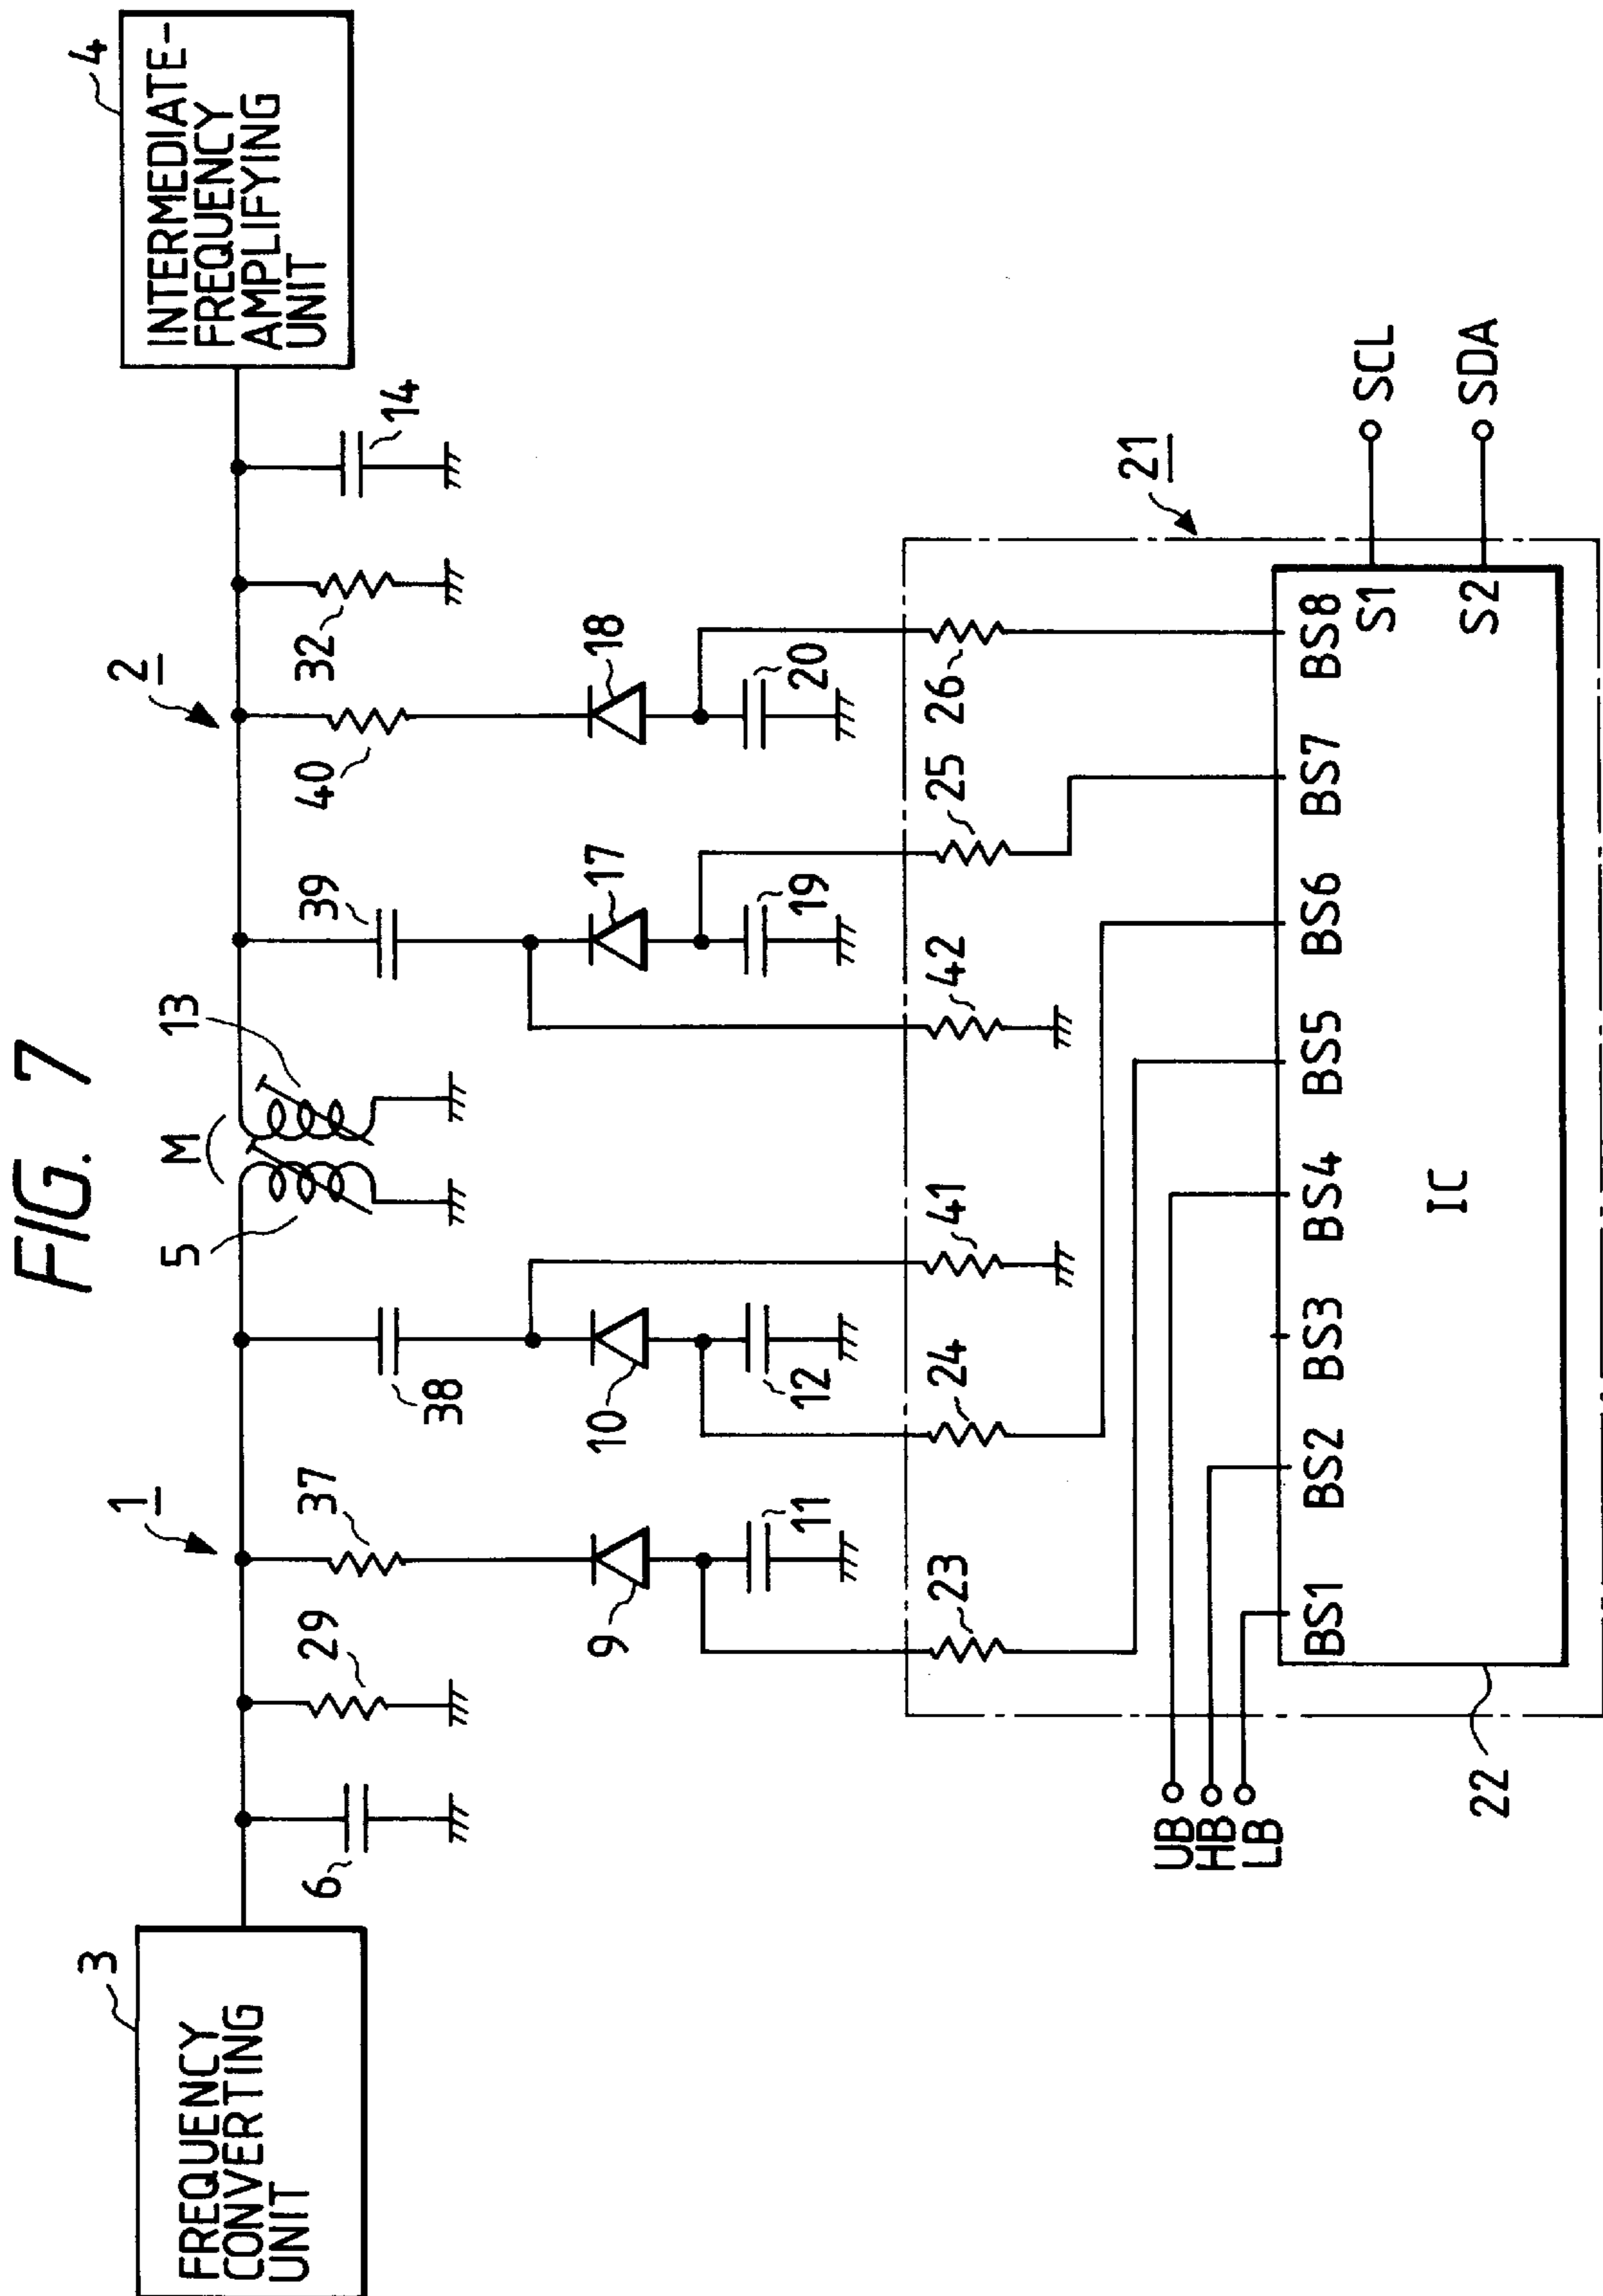 FIG. 7
3
FREQUENCY
CONVERTING
UNIT
4
INTERMEDIATE-
FREQUENCY
AMPLIFYING
UNIT
1
2
M
5
13
6
29
37
38
39
40
32
14
9
10
17
18
11
12
19
20
21
23
24
41
42
25
26
UB
HB
LB
BS1
BS2
BS3
BS4
BS5
BS6
BS7
BS8
S1
SCL
S2
SDA
IC
22